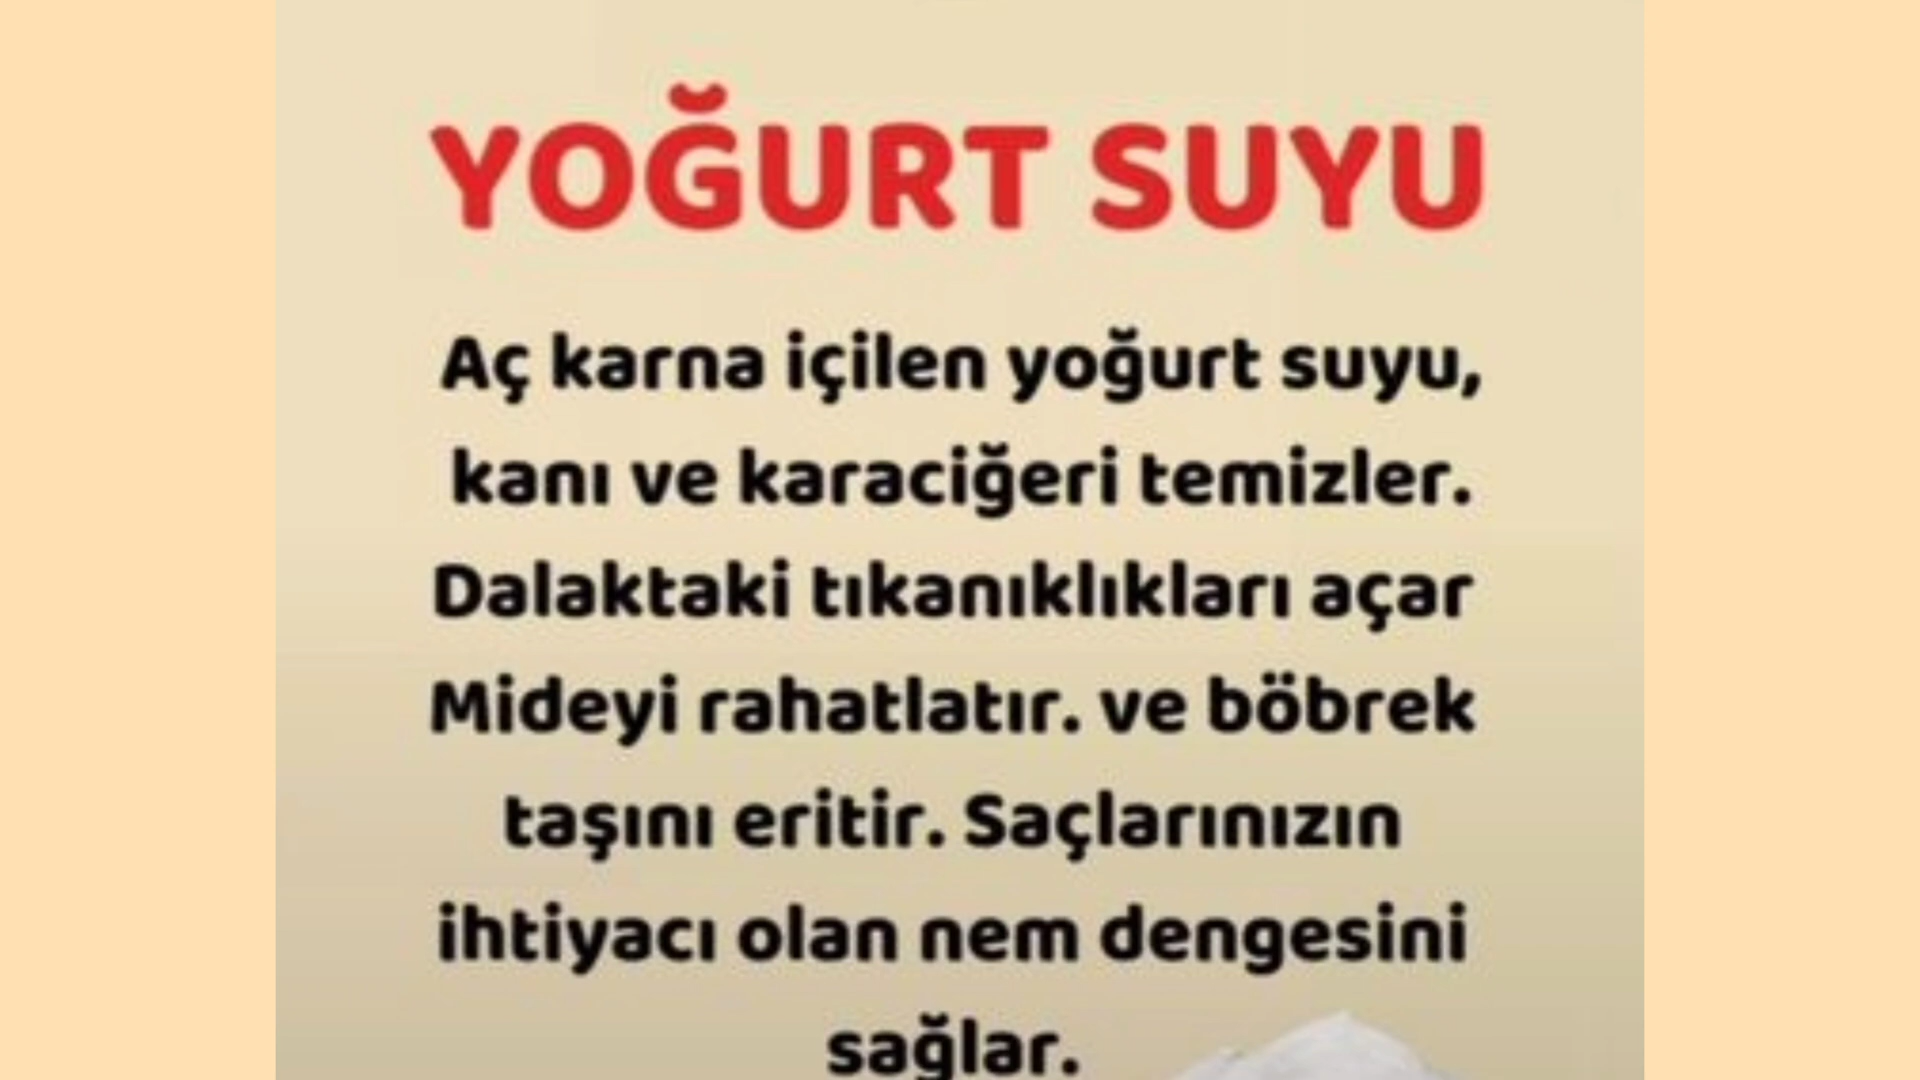 YOĞURT SUYU
Aç karna içilen yoğurt suyu,
kanı ve karaciğeri temizler.
Dalaktaki tıkanıklıkları açar
Mideyi rahatlatır. ve böbrek
taşını eritir. Saçlarınızın
ihtiyacı olan nem dengesini
sağlar.